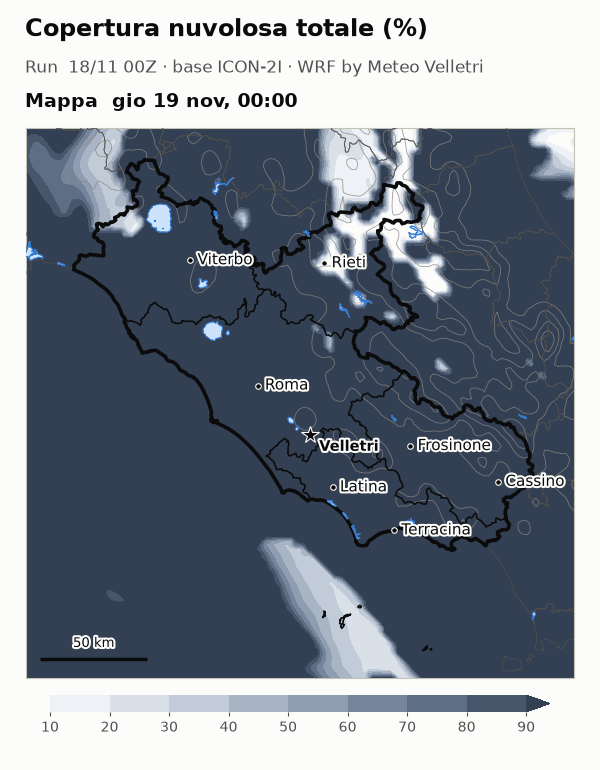 Copertura nuvolosa totale (%)
Run  18/11 00Z · base ICON-2I · WRF by Meteo Velletri
Mappa  gio 19 nov, 00:00
Viterbo
Rieti
Roma
Velletri
Frosinone
Cassino
Latina
Terracina
50 km
10 20 30 40 50 60 70 80 90